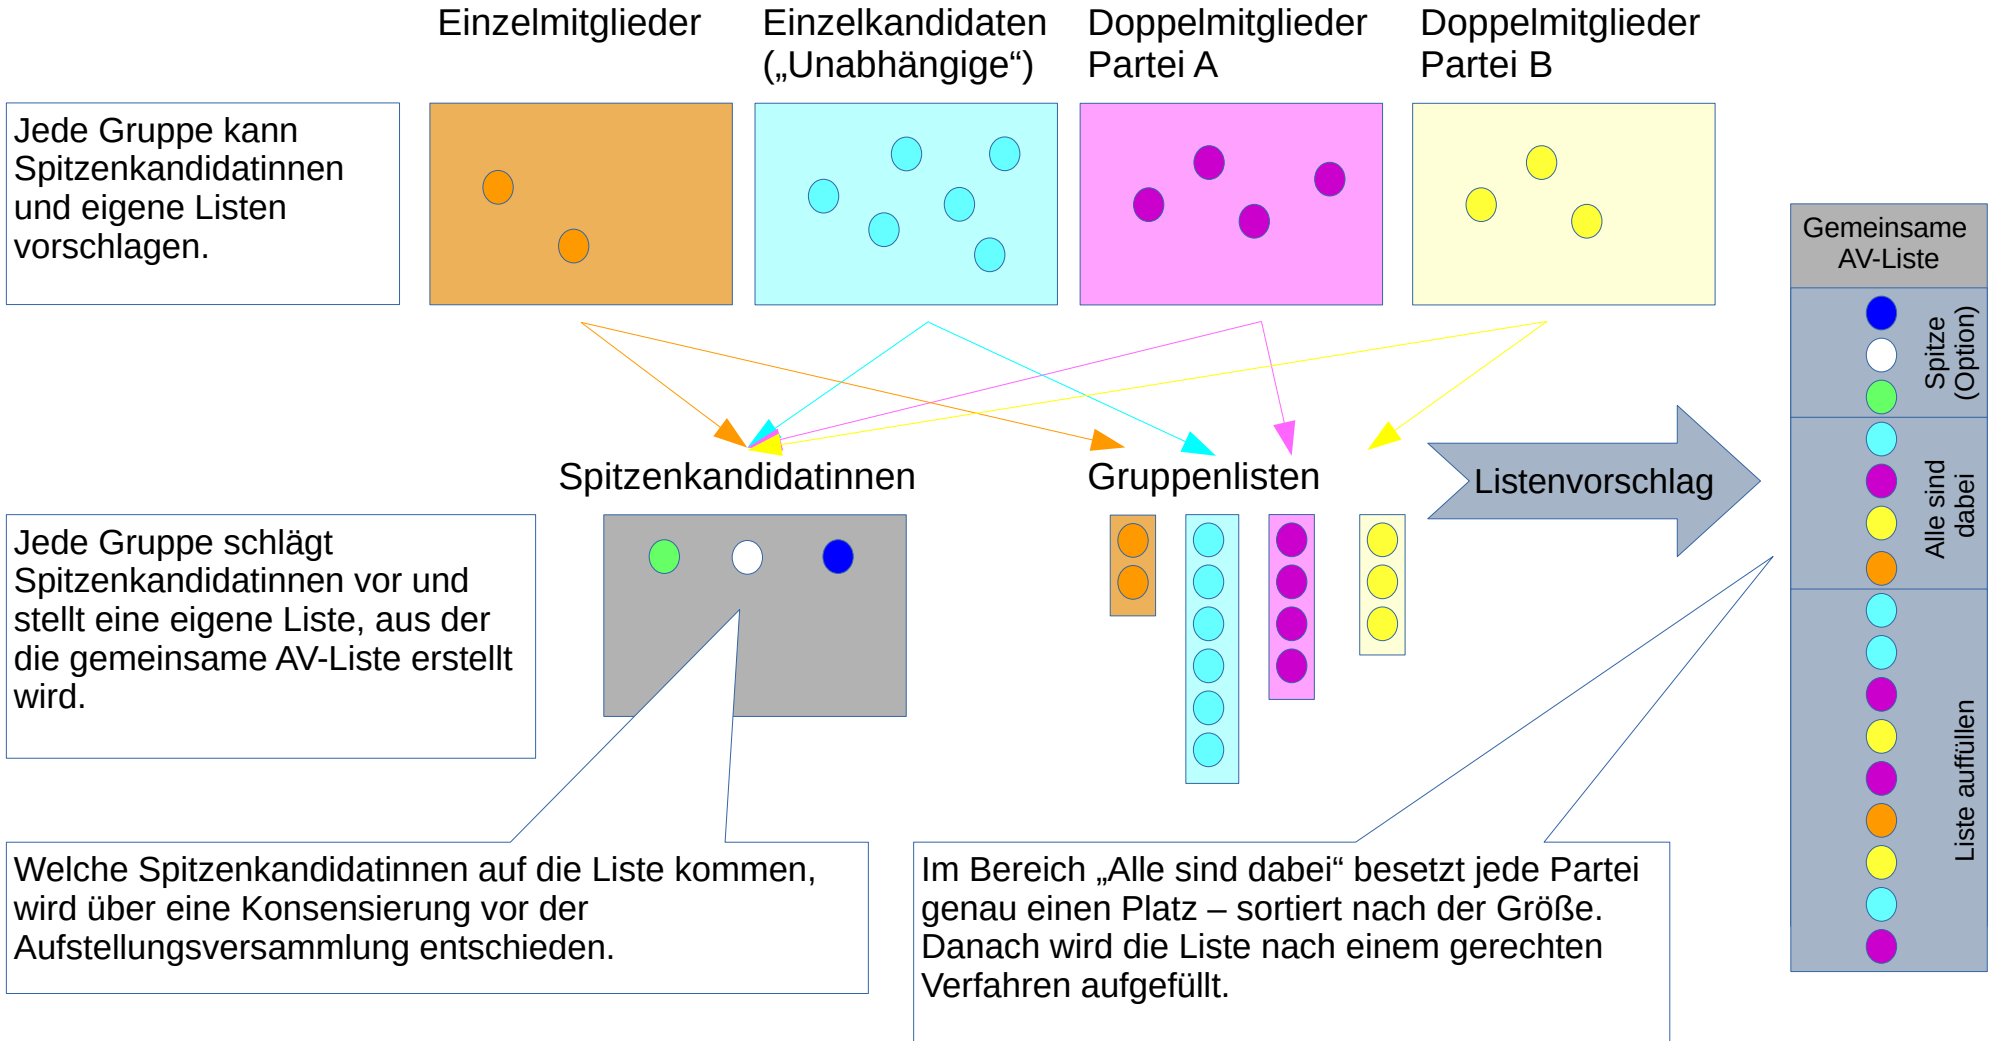 Einzelmitglieder
Einzelkandidaten
(„Unabhängige“)
Doppelmitglieder
Partei A
Doppelmitglieder
Partei B
Jede Gruppe kann
Spitzenkandidatinnen
und eigene Listen
vorschlagen.
Gemeinsame
AV-Liste
Spitze
(Option)
Alle sind
dabei
Liste auffüllen
Spitzenkandidatinnen
Gruppenlisten
Listenvorschlag
Jede Gruppe schlägt
Spitzenkandidatinnen vor und
stellt eine eigene Liste, aus der
die gemeinsame AV-Liste erstellt
wird.
Welche Spitzenkandidatinnen auf die Liste kommen,
wird über eine Konsensierung vor der
Aufstellungsversammlung entschieden.
Im Bereich „Alle sind dabei“ besetzt jede Partei
genau einen Platz – sortiert nach der Größe.
Danach wird die Liste nach einem gerechten
Verfahren aufgefüllt.